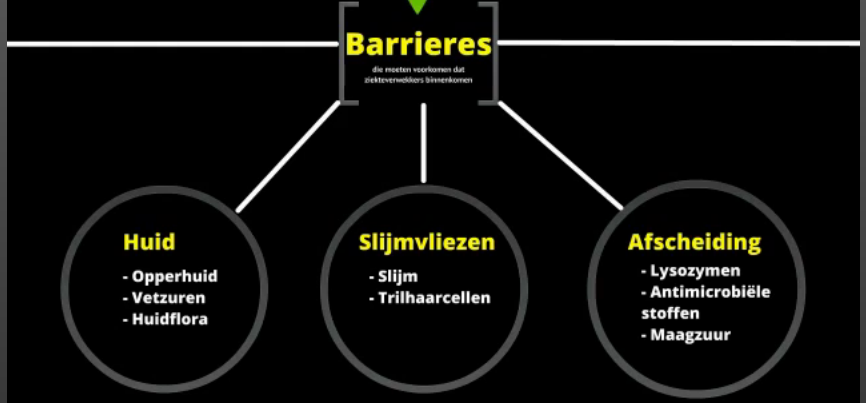 Barrieres
die moeten voorkomen dat
ziekteverwekkers binnenkomen
Huid
- Opperhuid
- Vetzuren
- Huidflora
Slijmvliezen
- Slijm
- Trilhaarcellen
Afscheiding
- Lysozymen
- Antimicrobiële
stoffen
- Maagzuur